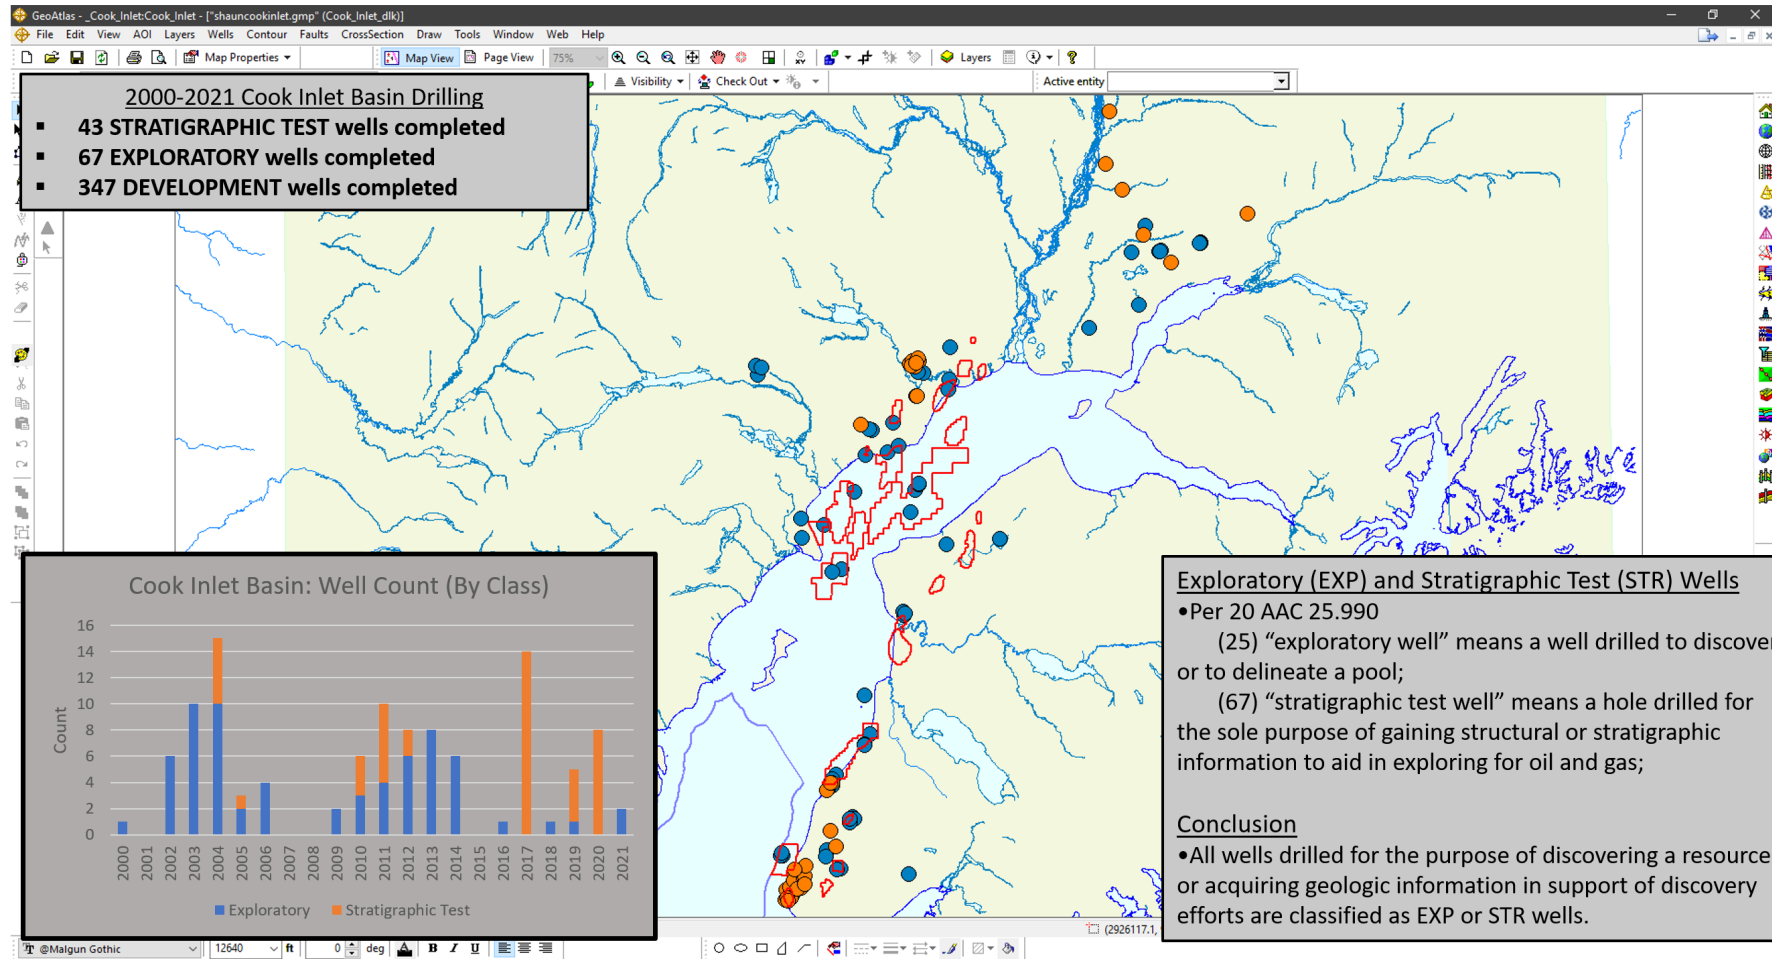 GeoAtlas - _Cook_Inlet:Cook_Inlet - ["shauncookinlet.gmp" (Cook_Inlet_dlk)]
File Edit View AOI Layers Wells Contour Faults CrossSection Draw Tools Window Web Help
Map Properties Map View Page View 75% Layers
Visibility Check Out Active entity
2000-2021 Cook Inlet Basin Drilling
▪ 43 STRATIGRAPHIC TEST wells completed
▪ 67 EXPLORATORY wells completed
▪ 347 DEVELOPMENT wells completed
Cook Inlet Basin: Well Count (By Class)
16
14
12
10
8
6
4
2
0
Count
2000 2001 2002 2003 2004 2005 2006 2007 2008 2009 2010 2011 2012 2013 2014 2015 2016 2017 2018 2019 2020 2021
Exploratory Stratigraphic Test
Exploratory (EXP) and Stratigraphic Test (STR) Wells
•Per 20 AAC 25.990
(25) “exploratory well” means a well drilled to discover
or to delineate a pool;
(67) “stratigraphic test well” means a hole drilled for
the sole purpose of gaining structural or stratigraphic
information to aid in exploring for oil and gas;
Conclusion
•All wells drilled for the purpose of discovering a resource
or acquiring geologic information in support of discovery
efforts are classified as EXP or STR wells.
(2926117.1,
@Malgun Gothic 12640 ft 0 deg A B I U